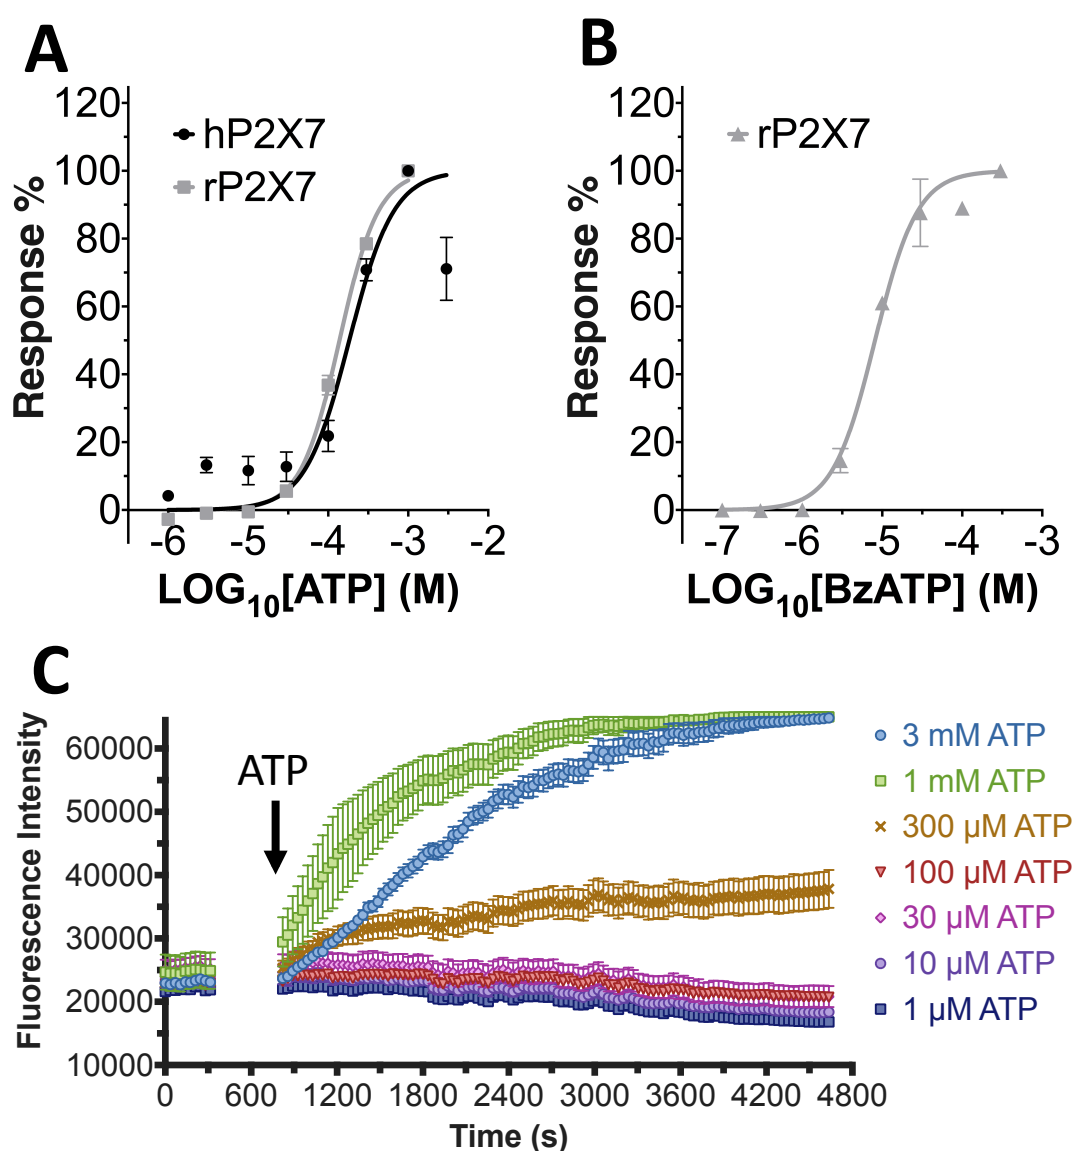 A
120
100
80
60
40
20
0
Response %
hP2X7
rP2X7
-6 -5 -4 -3 -2
LOG10[ATP] (M)
B
120
100
80
60
40
20
0
Response %
rP2X7
-7 -6 -5 -4 -3
LOG10[BzATP] (M)
C
60000
50000
40000
30000
20000
10000
Fluorescence Intensity
ATP
0 600 1200 1800 2400 3000 3600 4200 4800
Time (s)
3 mM ATP
1 mM ATP
300 µM ATP
100 µM ATP
30 µM ATP
10 µM ATP
1 µM ATP